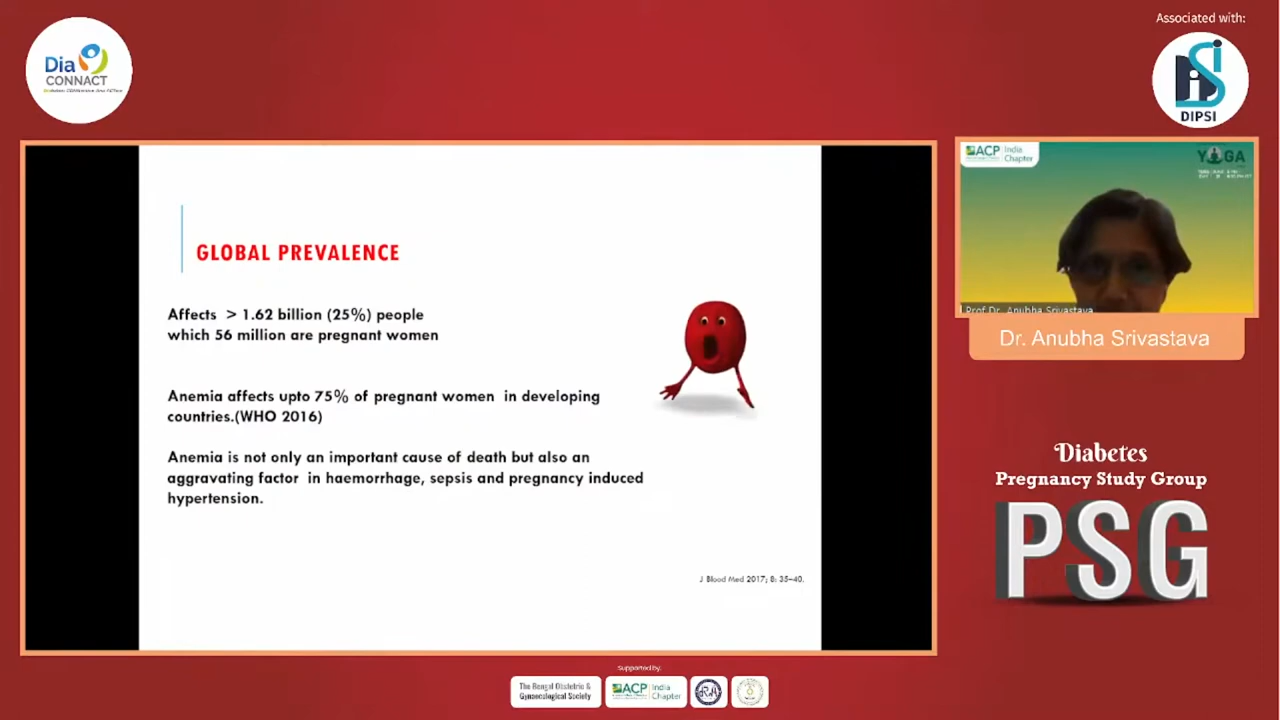 Associated with:
Dia
CONNACT
DIPSI
GLOBAL PREVALENCE
Affects > 1.62 billion (25%) people
which 56 million are pregnant women
Anemia affects upto 75% of pregnant women in developing
countries.(WHO 2016)
Anemia is not only an important cause of death but also an
aggravating factor in haemorrhage, sepsis and pregnancy induced
hypertension.
J Blood Med 2017; 8: 35–40.
ACP India
Chapter
YOGA
Prof Dr. Anubha Srivastava
Dr. Anubha Srivastava
Diabetes
Pregnancy Study Group
PSG
Supported by:
The Bengal Obstetric &
Gynaecological Society
ACP India
Chapter